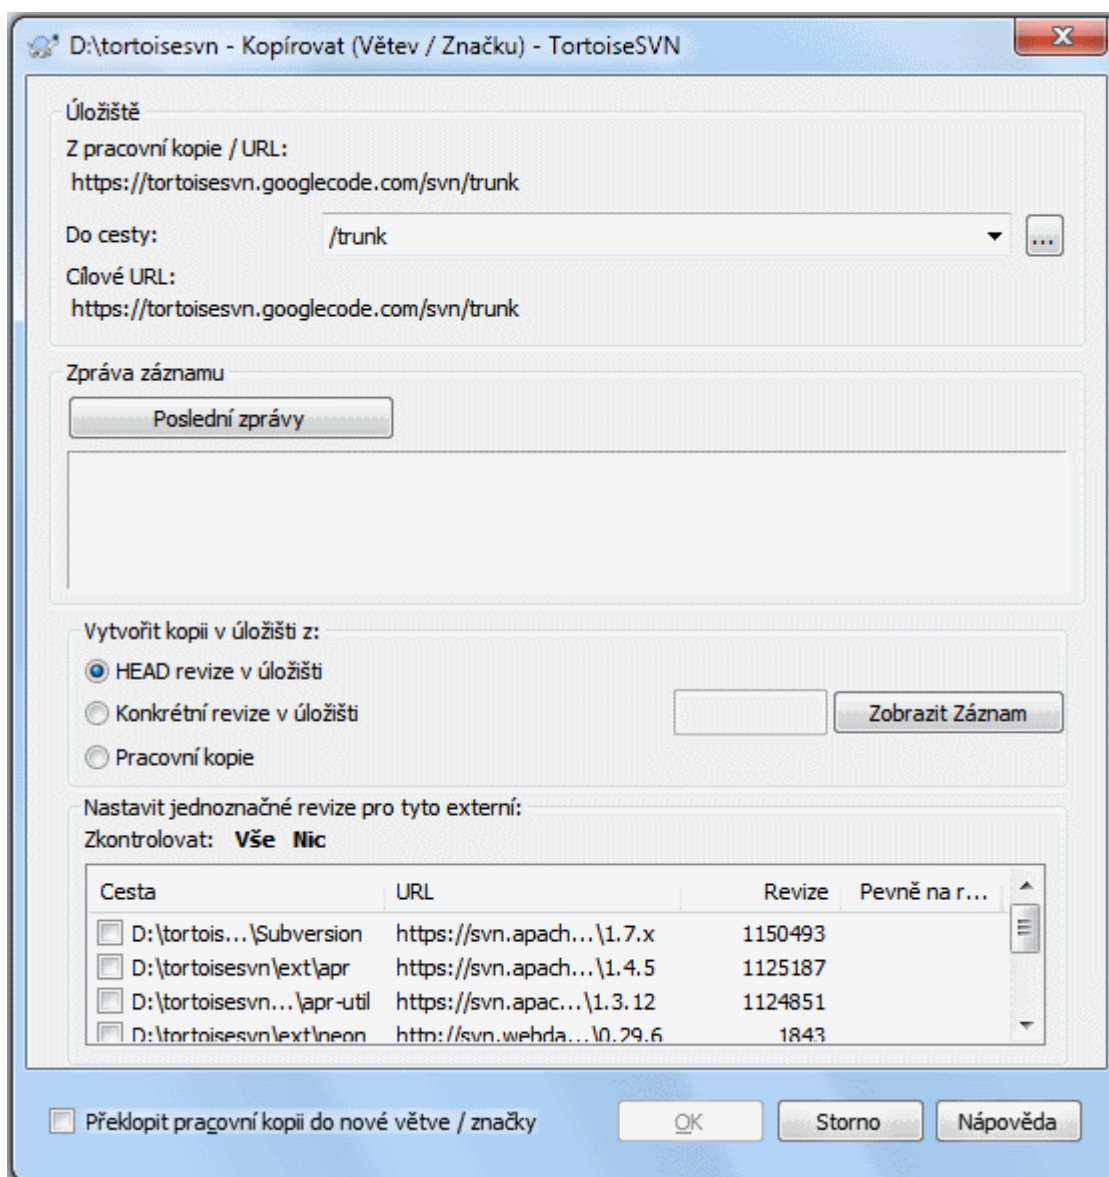 D:\tortoisesvn - Kopírovat (Větev / Značku) - TortoiseSVN
Úložiště
Z pracovní kopie / URL:
https://tortoisesvn.googlecode.com/svn/trunk
Do cesty: /trunk ...
Cílové URL:
https://tortoisesvn.googlecode.com/svn/trunk
Zpráva záznamu
Poslední zprávy
Vytvořit kopii v úložišti z:
HEAD revize v úložišti
Konkrétní revize v úložišti Zobrazit Záznam
Pracovní kopie
Nastavit jednoznačné revize pro tyto externí:
Zkontrolovat: Vše Nic
Cesta URL Revize Pevně na r...
D:\tortois...\Subversion https://svn.apach...\1.7.x 1150493
D:\tortoisesvn\ext\apr https://svn.apach...\1.4.5 1125187
D:\tortoisesvn...\apr-util https://svn.apac...\1.3.12 1124851
D:\tortoisesvn\ext\neon http://svn.webda...\0.29.6 1843
Překlopit pracovní kopii do nové větve / značky OK Storno Nápověda